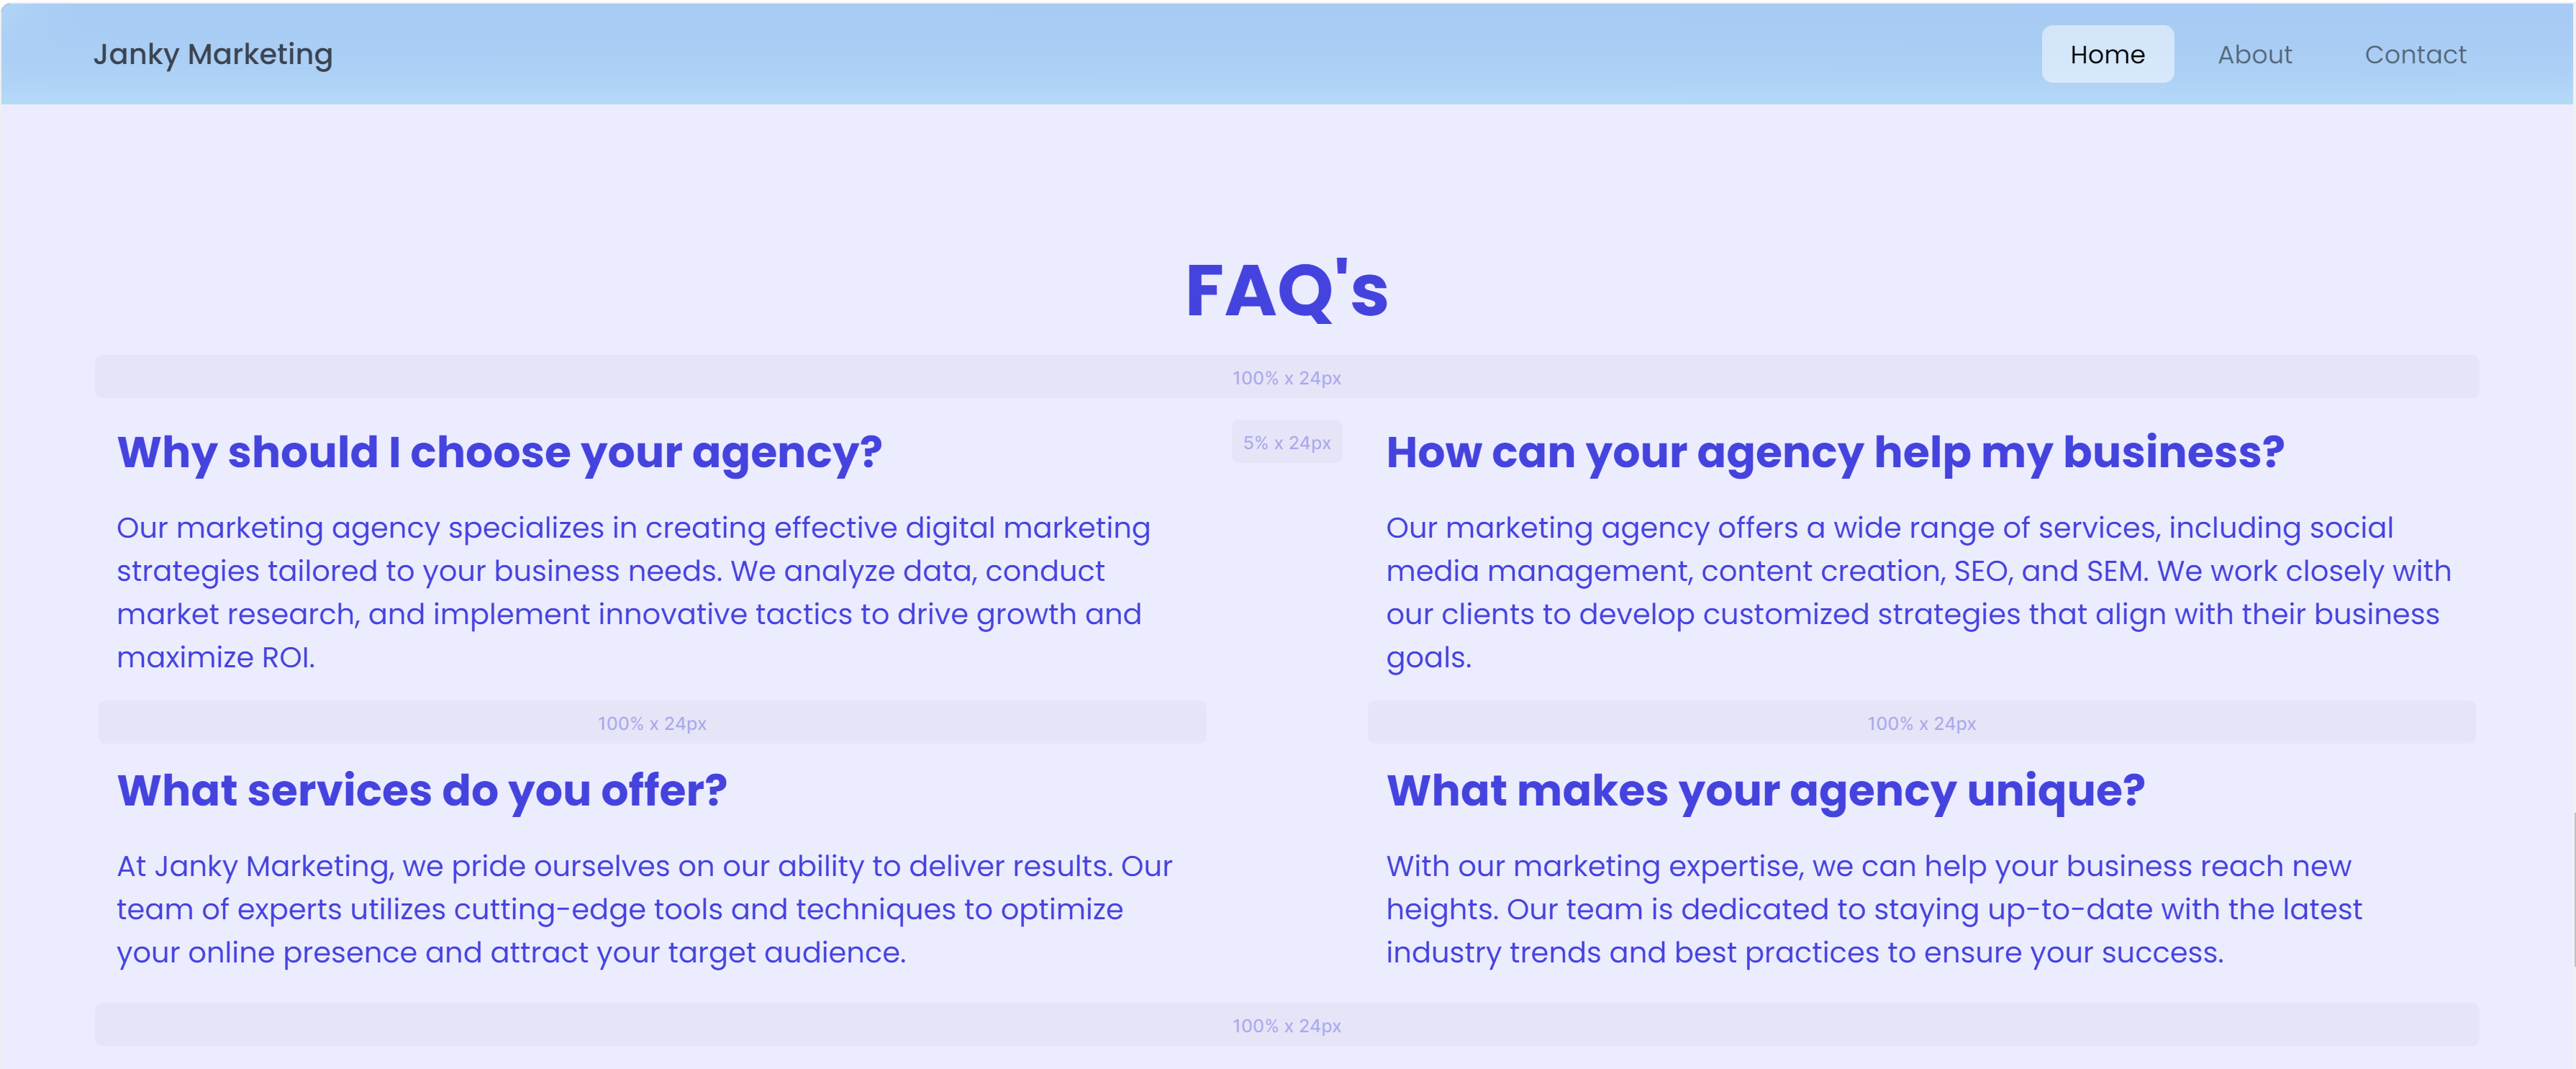 Janky Marketing
Home
About
Contact
FAQ's
100% x 24px
Why should I choose your agency?
Our marketing agency specializes in creating effective digital marketing
strategies tailored to your business needs. We analyze data, conduct
market research, and implement innovative tactics to drive growth and
maximize ROI.
5% x 24px
How can your agency help my business?
Our marketing agency offers a wide range of services, including social
media management, content creation, SEO, and SEM. We work closely with
our clients to develop customized strategies that align with their business
goals.
100% x 24px
100% x 24px
What services do you offer?
At Janky Marketing, we pride ourselves on our ability to deliver results. Our
team of experts utilizes cutting-edge tools and techniques to optimize
your online presence and attract your target audience.
What makes your agency unique?
With our marketing expertise, we can help your business reach new
heights. Our team is dedicated to staying up-to-date with the latest
industry trends and best practices to ensure your success.
100% x 24px